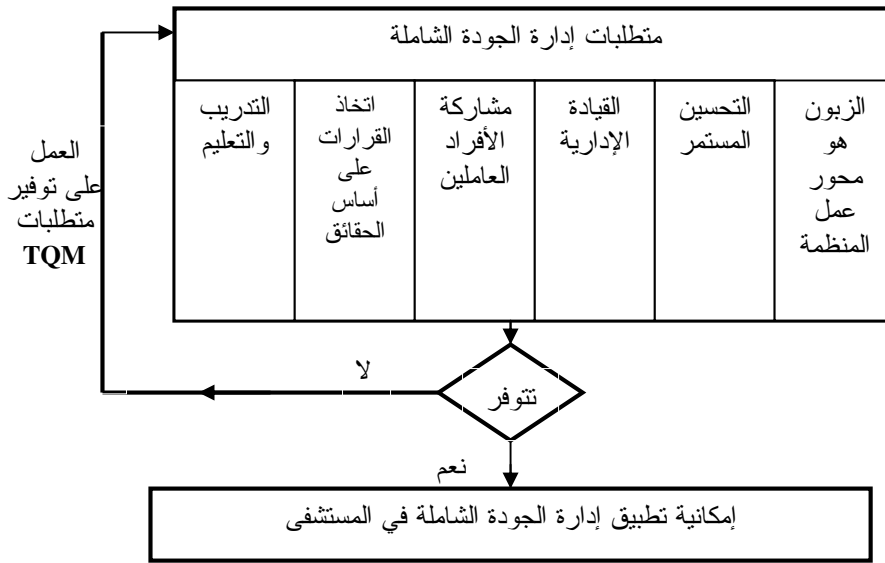 متطلبات إدارة الجودة الشاملة
الزبون
هو
محور
عمل
المنظمة
التحسين
المستمر
القيادة
الإدارية
مشاركة
الأفراد
العاملين
اتخاذ
القرارات
على
أساس
الحقائق
التدريب
والتعليم
العمل
على توفير
متطلبات
TQM
تتوفر
لا
نعم
إمكانية تطبيق إدارة الجودة الشاملة في المستشفى